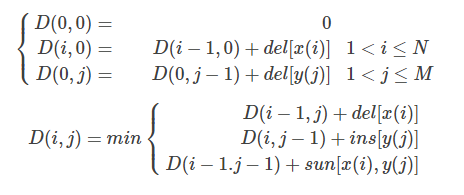 D(0,0) = 0
D(i,0) = D(i − 1,0) + del[x(i)] 1 < i ≤ N
D(0,j) = D(0,j − 1) + del[y(j)] 1 < j ≤ M
D(i − 1,j) + del[x(i)]
D(i,j) = min { D(i,j − 1) + ins[y(j)]
D(i − 1.j − 1) + sun[x(i),y(j)]